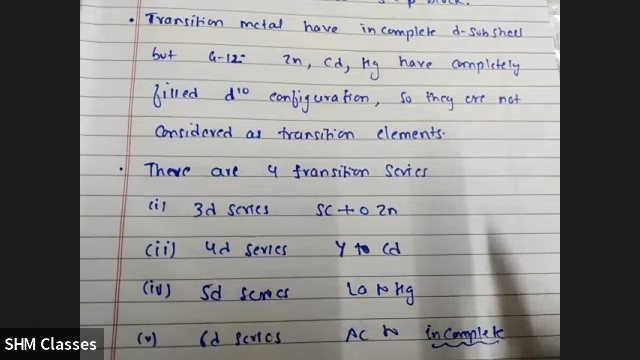 • Transition metal have incomplete d-subshell
but G-12:- Zn, Cd, Hg have completely
filled d¹⁰ configuration, so they are not
considered as transition elements.
• There are 4 transition series
(i) 3d series Sc to Zn
(ii) 4d series Y to Cd
(iv) 5d series La to Hg
(v) 6d series Ac to incomplete
SHM Classes